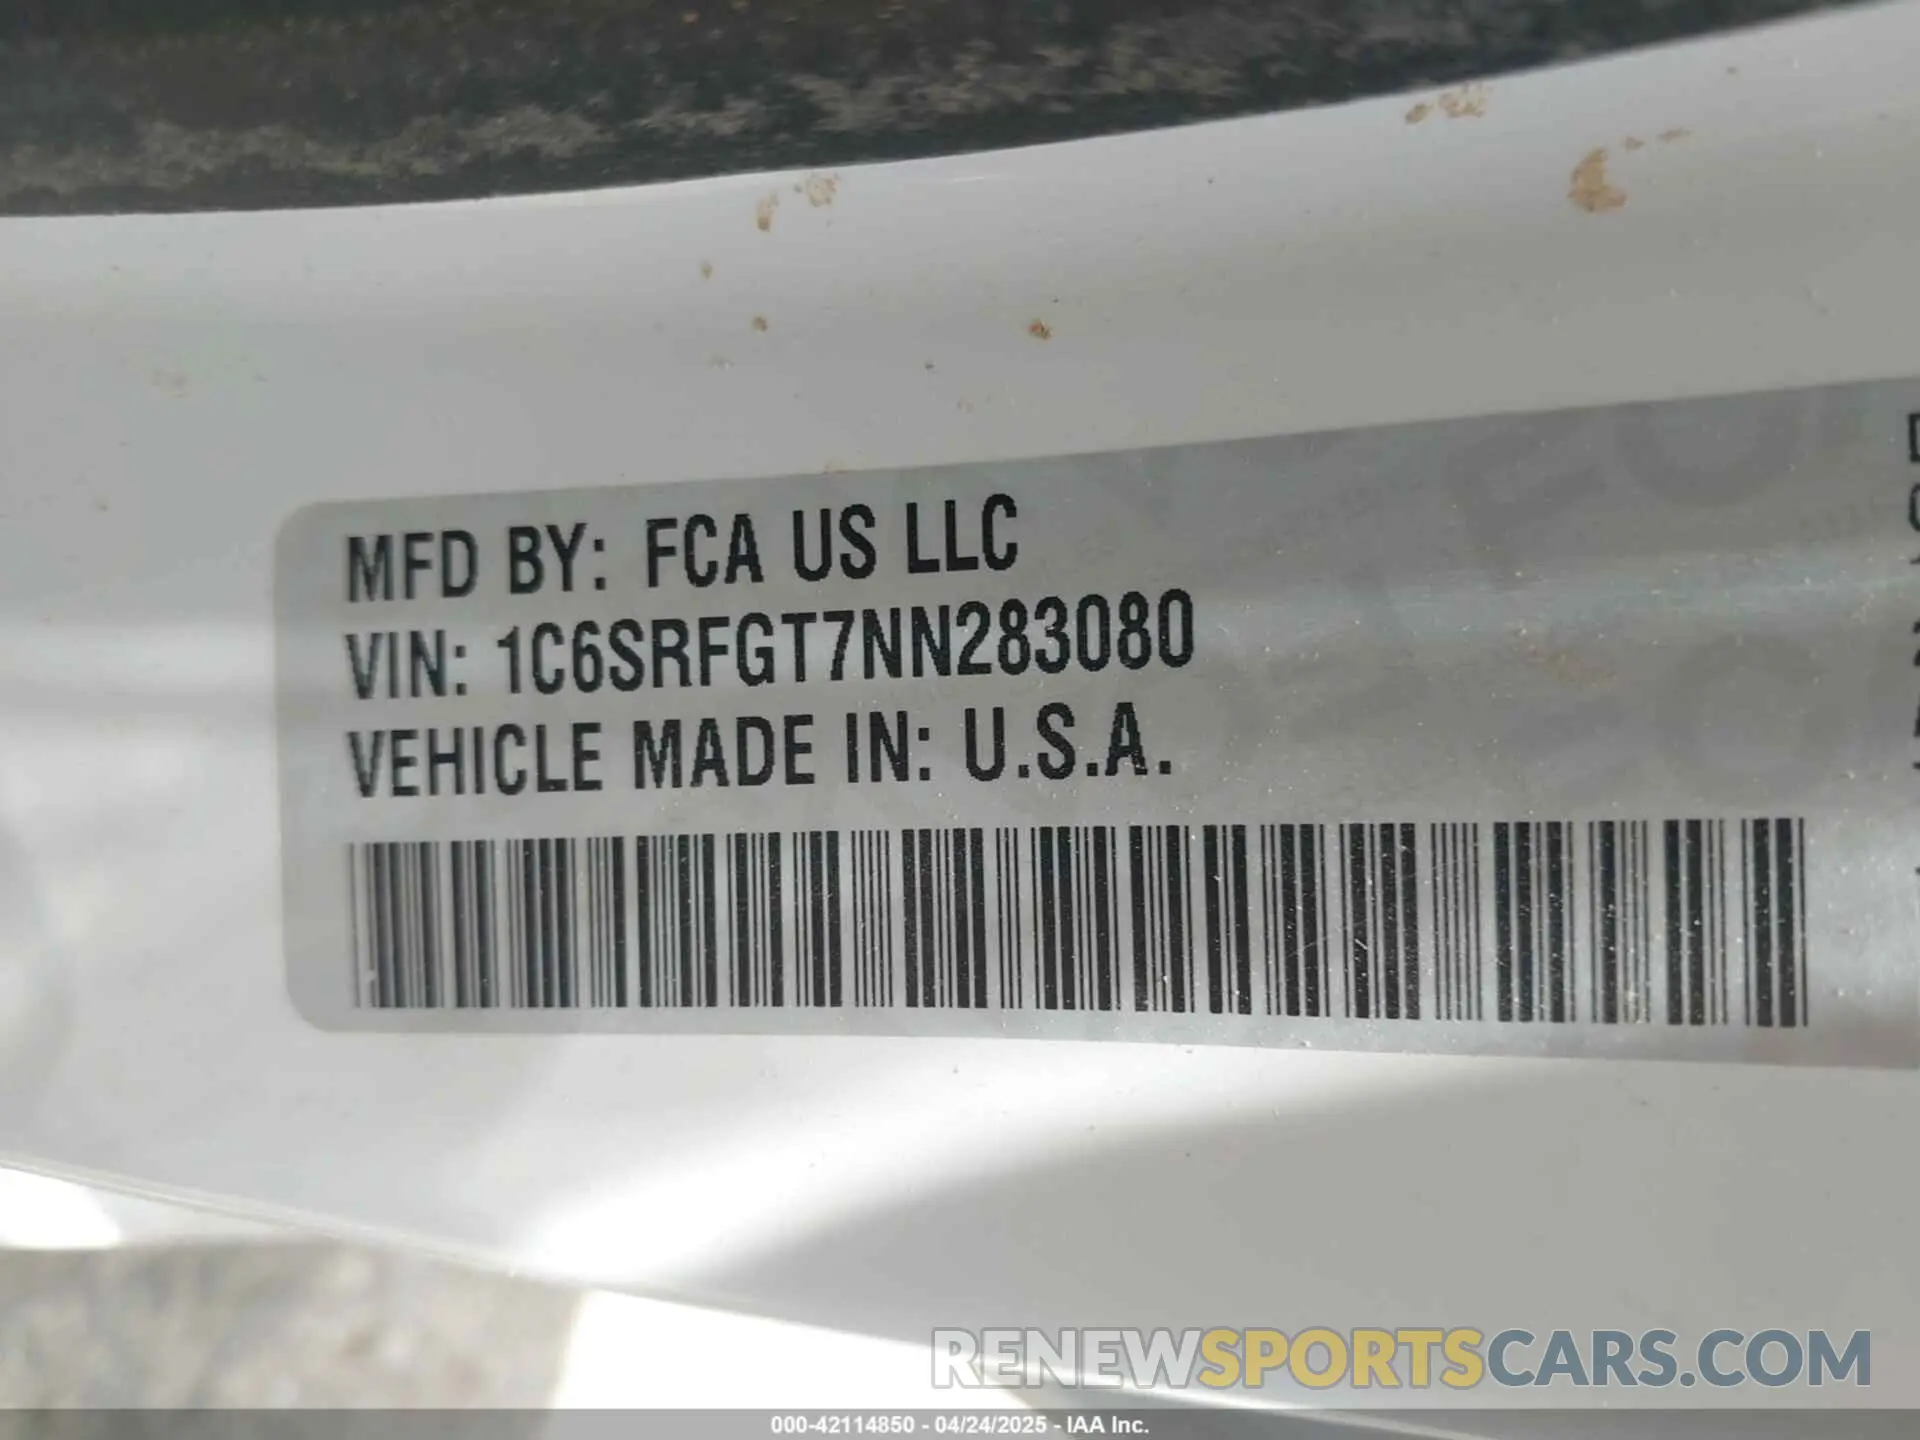 MFD BY: FCA US LLC
VIN: 1C6SRFGT7NN283080
VEHICLE MADE IN: U.S.A.
RENEWSPORTSCARS.COM
000-42114850 - 04/24/2025 - IAA Inc.